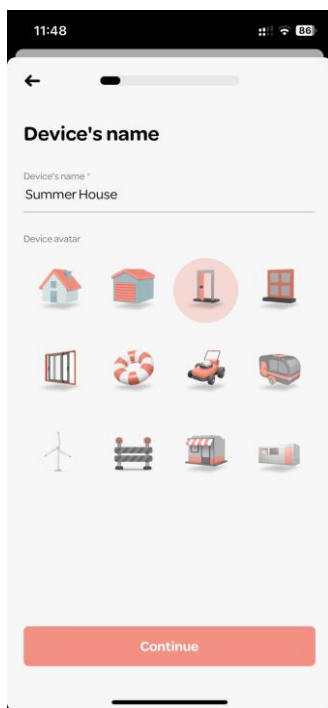 11:48
86
Device's name
Device's name *
Summer House
Device avatar
Continue